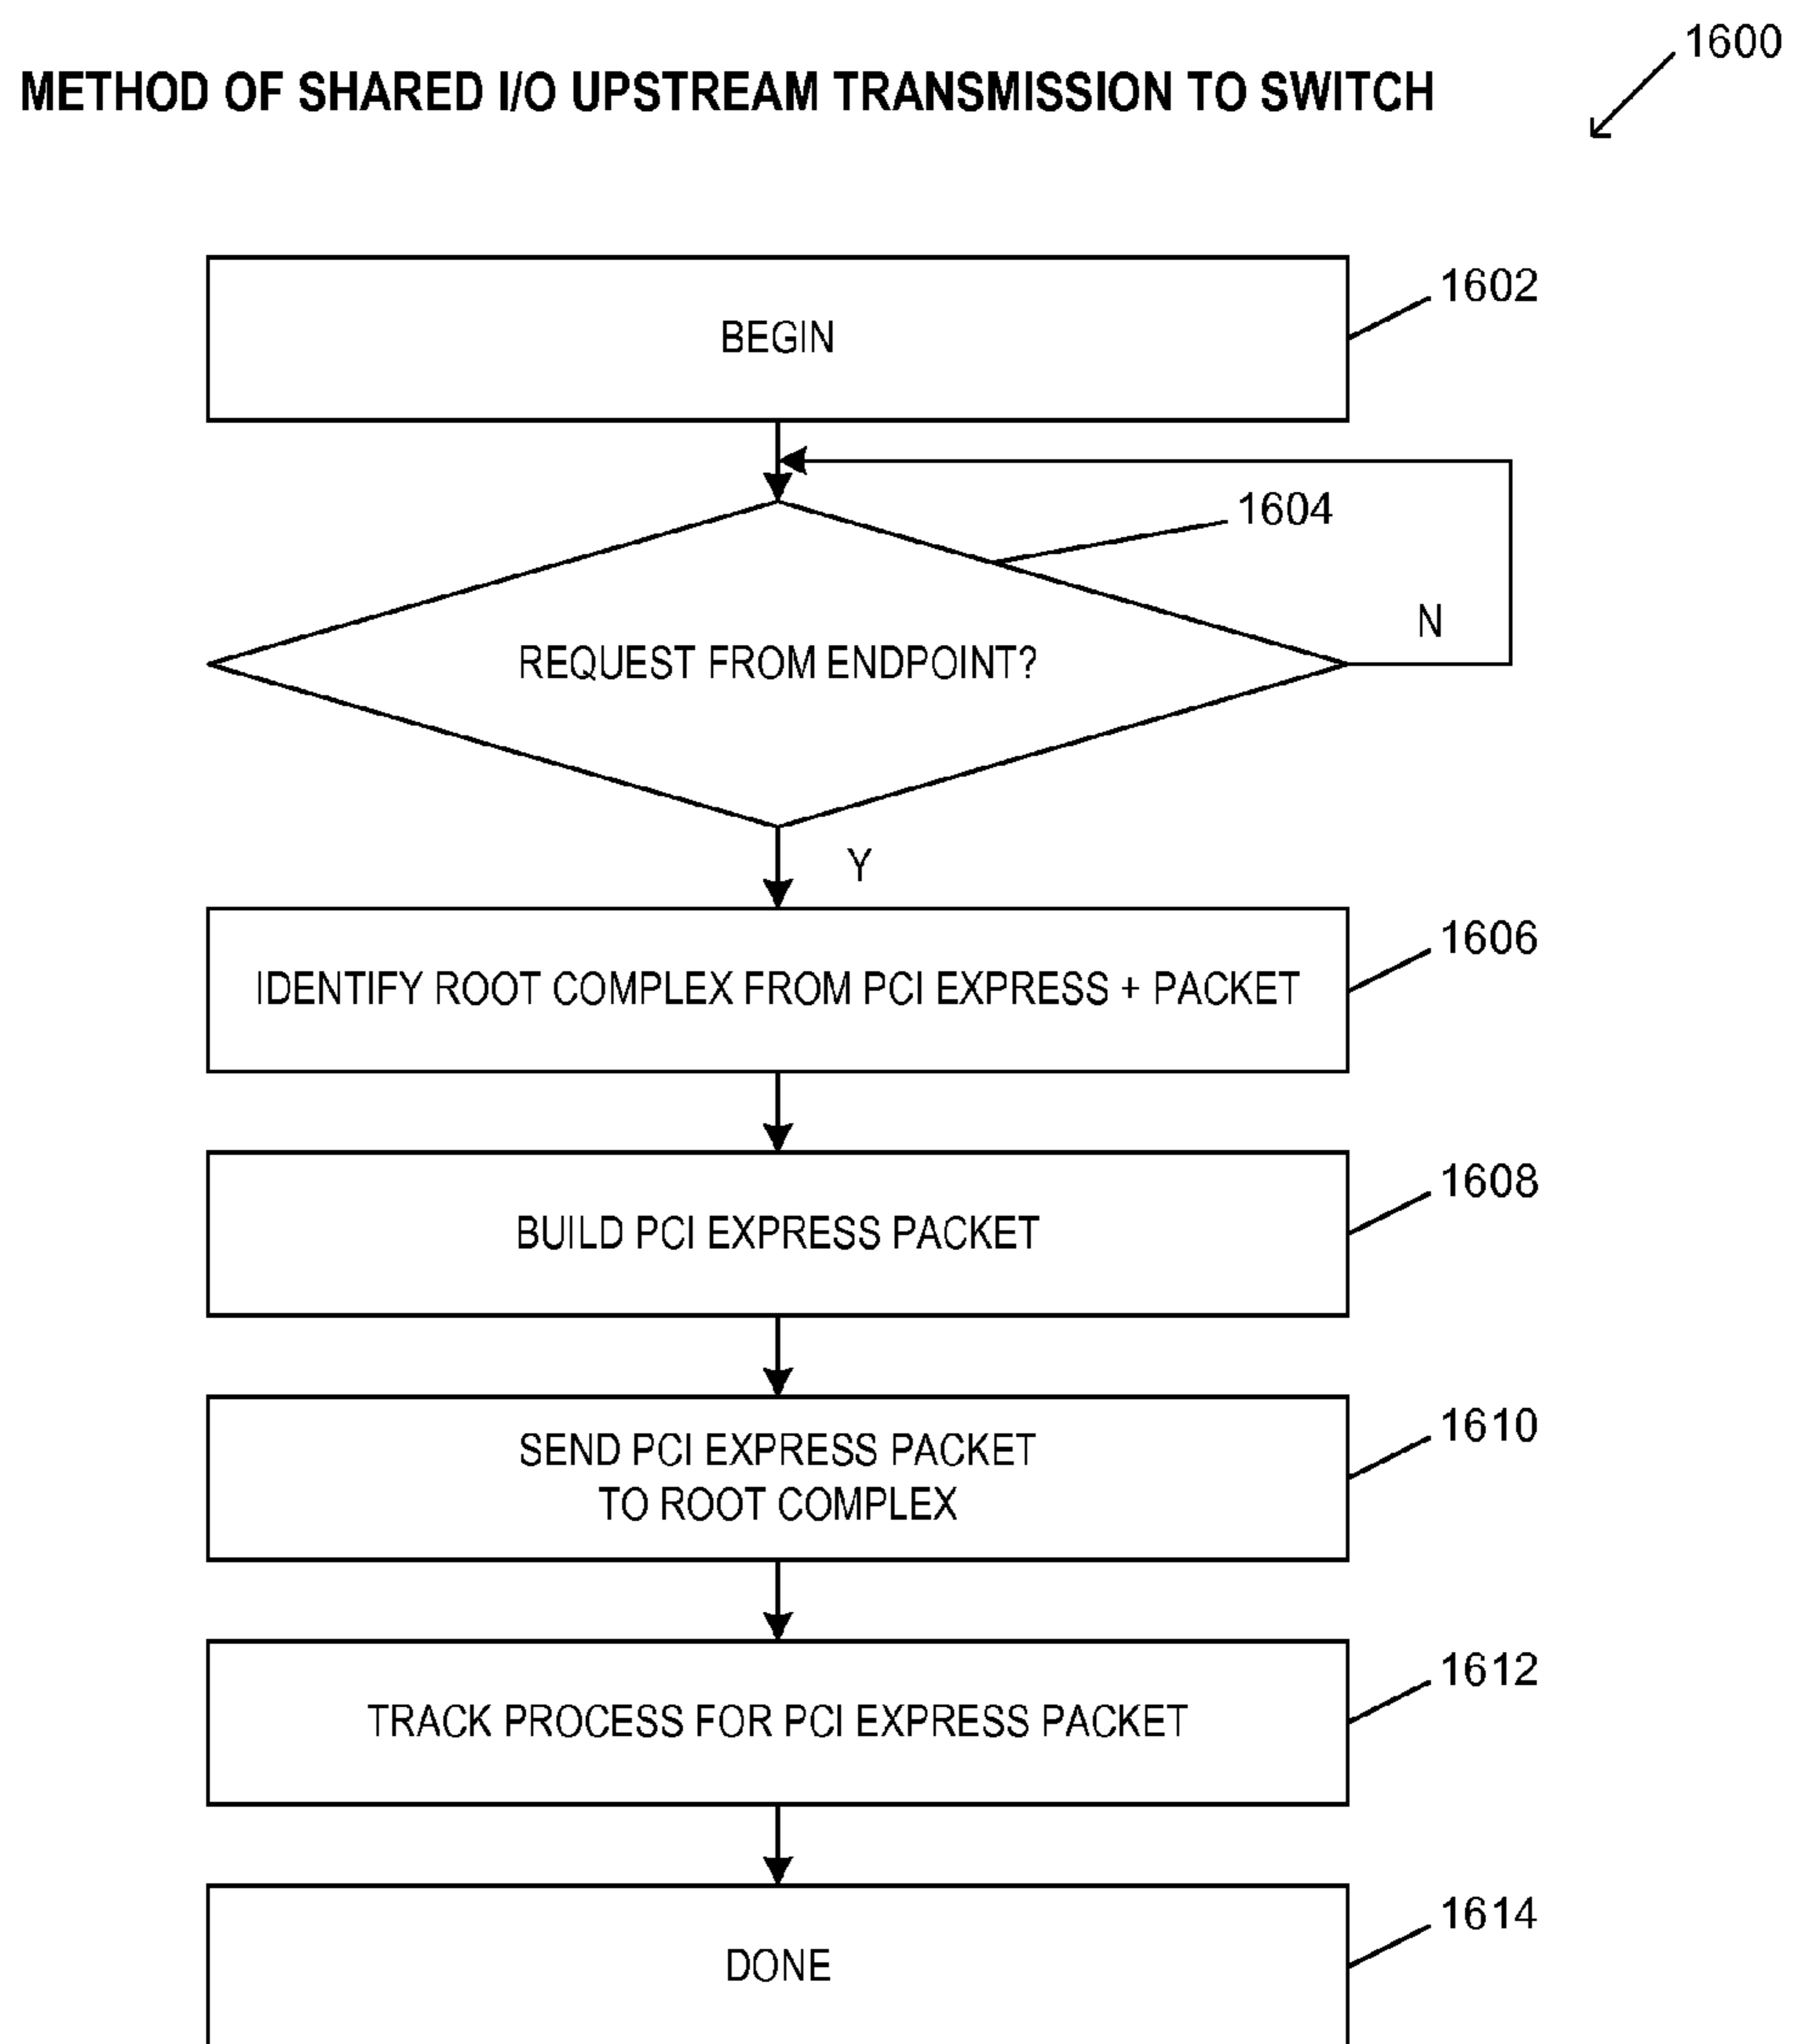 1600
METHOD OF SHARED I/O UPSTREAM TRANSMISSION TO SWITCH
1602
BEGIN
1604
N
REQUEST FROM ENDPOINT?
Y
1606
IDENTIFY ROOT COMPLEX FROM PCI EXPRESS + PACKET
1608
BUILD PCI EXPRESS PACKET
1610
SEND PCI EXPRESS PACKET
TO ROOT COMPLEX
1612
TRACK PROCESS FOR PCI EXPRESS PACKET
1614
DONE